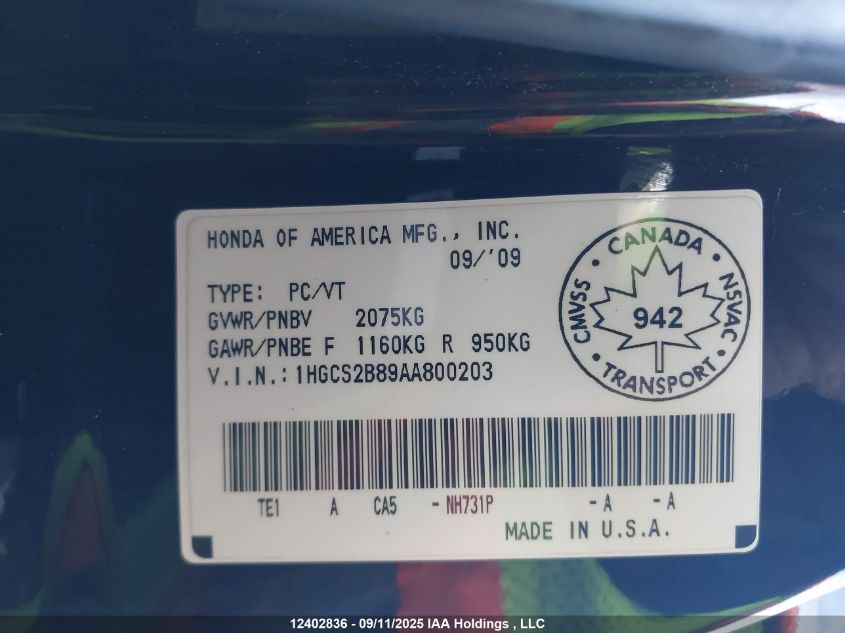 HONDA OF AMERICA MFG., INC.
09/'09
TYPE: PC/VT
GVWR/PNBV 2075KG
GAWR/PNBE F 1160KG R 950KG
V.I.N.: 1HGCS2B89AA800203
CANADA
CMVSS
NSVAC
942
TRANSPORT
TE1 A CA5 - NH731P - A - A
MADE IN U.S.A.
12402836 - 09/11/2025 IAA Holdings , LLC